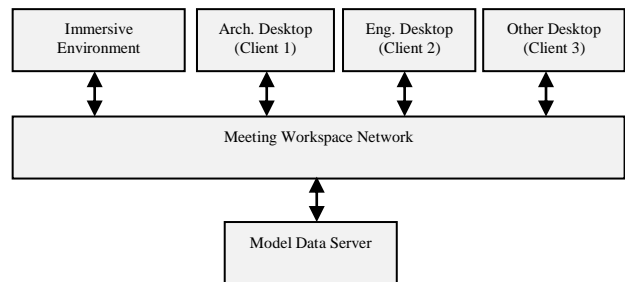 Immersive
Environment
Arch. Desktop
(Client 1)
Eng. Desktop
(Client 2)
Other Desktop
(Client 3)
Meeting Workspace Network
Model Data Server